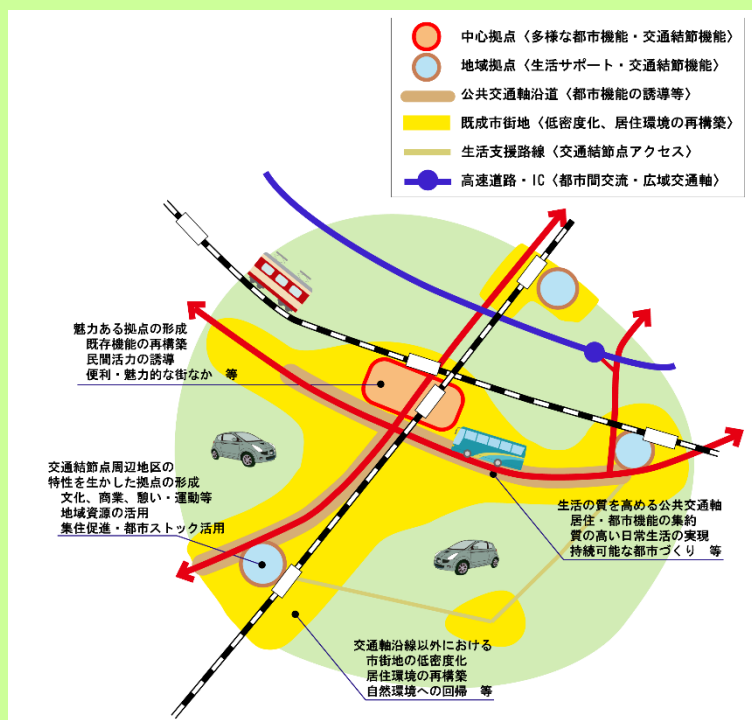 中心拠点〈多様な都市機能・交通結節機能〉
地域拠点〈生活サポート・交通結節機能〉
公共交通軸沿道〈都市機能の誘導等〉
既成市街地〈低密度化、居住環境の再構築〉
生活支援路線〈交通結節点アクセス〉
高速道路・IC〈都市間交流・広域交通軸〉
魅力ある拠点の形成
既存機能の再構築
民間活力の誘導
便利・魅力的な街なか 等
交通結節点周辺地区の
特性を生かした拠点の形成
文化、商業、憩い・運動等
地域資源の活用
集住促進・都市ストック活用
生活の質を高める公共交通軸
居住・都市機能の集約
質の高い日常生活の実現
持続可能な都市づくり 等
交通軸沿線以外における
市街地の低密度化
居住環境の再構築
自然環境への回帰 等